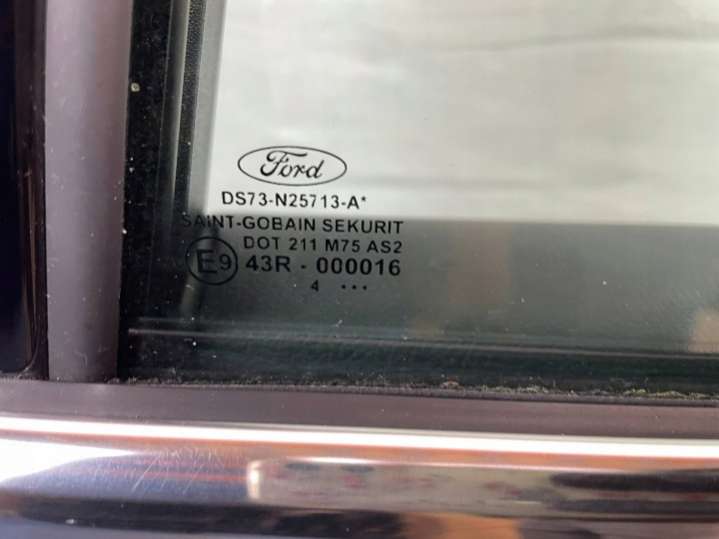 Ford
DS73-N25713-A*
SAINT-GOBAIN SEKURIT
DOT 211 M75 AS2
E9 43R - 000016
4 •••